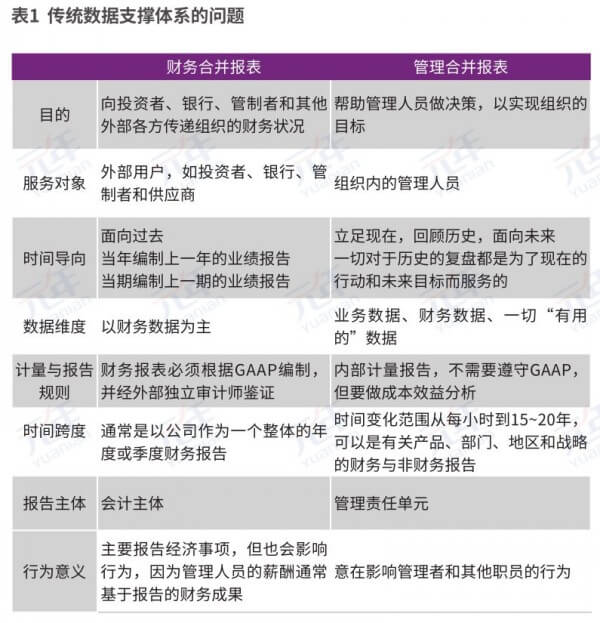 表1 传统数据支撑体系的问题
财务合并报表
管理合并报表
目的
向投资者、银行、管制者和其他
外部各方传递组织的财务状况
帮助管理人员做决策，以实现组织的
目标
服务对象
外部用户，如投资者、银行、管
制者和供应商
组织内的管理人员
时间导向
面向过去
当年编制上一年的业绩报告
当期编制上一期的业绩报告
立足现在，回顾历史，面向未来
一切对于历史的复盘都是为了现在的
行动和未来目标而服务的
数据维度
以财务数据为主
业务数据、财务数据、一切“有用
的”数据
计量与报告
规则
财务报表必须根据GAAP编制，
并经外部独立审计师鉴证
内部计量报告，不需要遵守GAAP，
但要做成本效益分析
时间跨度
通常是以公司作为一个整体的年
度或季度财务报告
时间变化范围从每小时到15~20年，
可以是有关产品、部门、地区和战略
的财务与非财务报告
报告主体
会计主体
管理责任单元
行为意义
主要报告经济事项，但也会影响
行为，因为管理人员的薪酬通常
基于报告的财务成果
意在影响管理者和其他职员的行为
元年
Yuanian